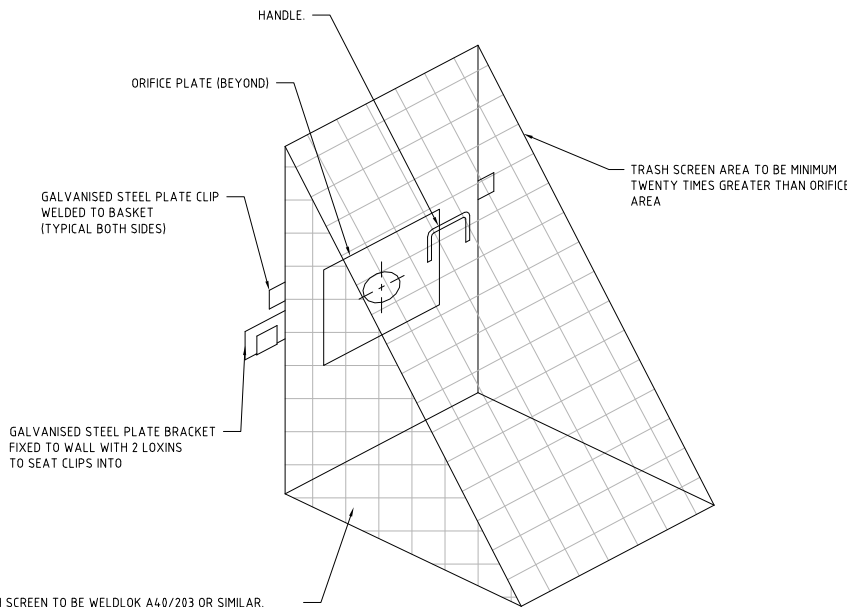 HANDLE.
ORIFICE PLATE (BEYOND)
TRASH SCREEN AREA TO BE MINIMUM
TWENTY TIMES GREATER THAN ORIFICE
AREA
GALVANISED STEEL PLATE CLIP
WELDED TO BASKET
(TYPICAL BOTH SIDES)
GALVANISED STEEL PLATE BRACKET
FIXED TO WALL WITH 2 LOXINS
TO SEAT CLIPS INTO
SCREEN TO BE WELDLOK A40/203 OR SIMILAR.